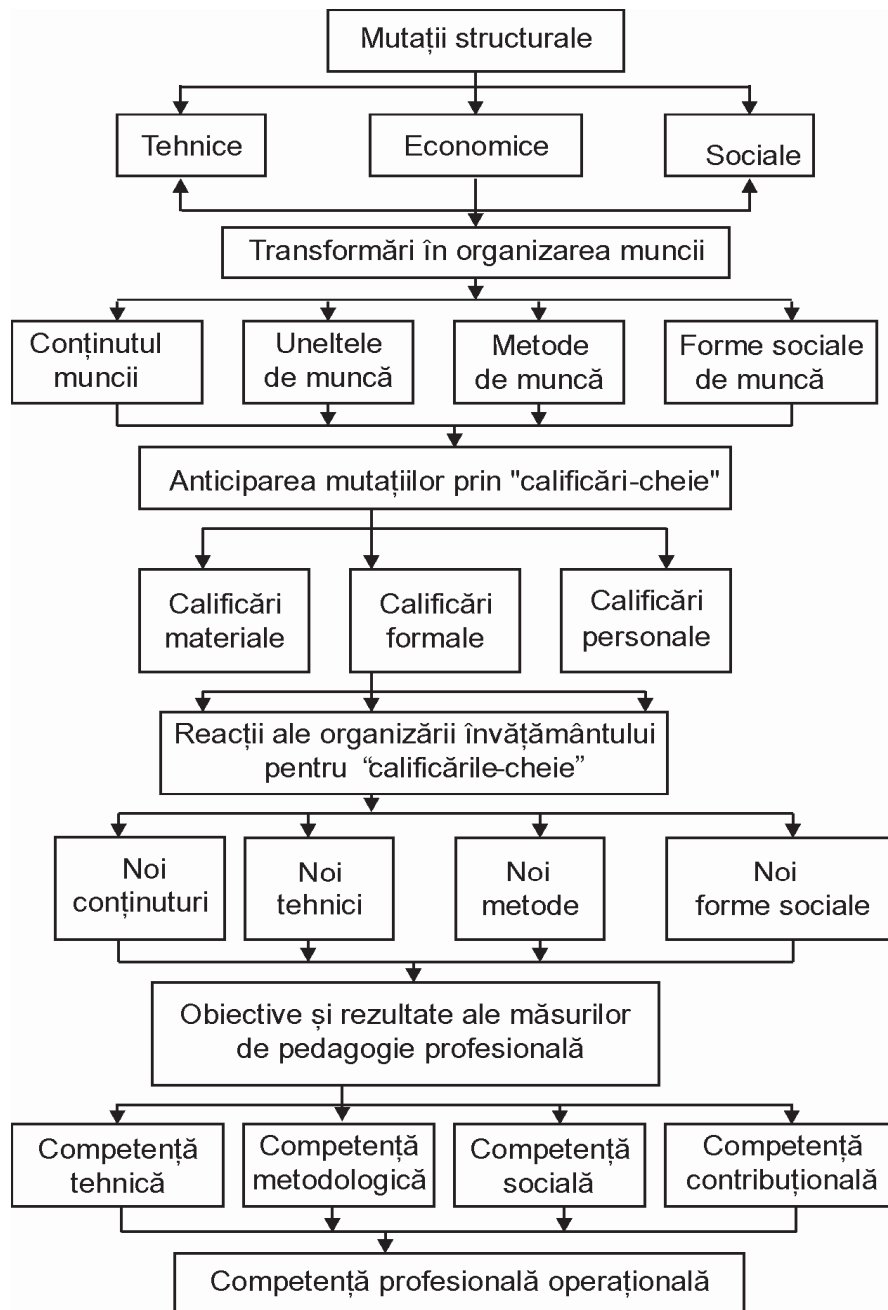 Mutații structurale
Tehnice
Economice
Sociale
Transformări în organizarea muncii
Conținutul
muncii
Uneltele
de muncă
Metode
de muncă
Forme sociale
de muncă
Anticiparea mutațiilor prin "calificări-cheie"
Calificări
materiale
Calificări
formale
Calificări
personale
Reacții ale organizării învățământului
pentru “calificările-cheie”
Noi
conținuturi
Noi
tehnici
Noi
metode
Noi
forme sociale
Obiective și rezultate ale măsurilor
de pedagogie profesională
Competență
tehnică
Competență
metodologică
Competență
socială
Competență
contribuțională
Competență profesională operațională